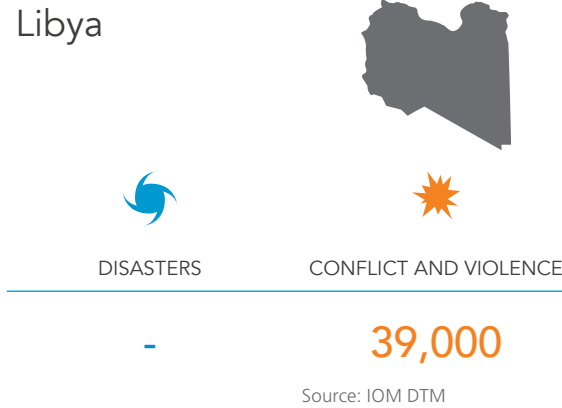 Libya
DISASTERS
CONFLICT AND VIOLENCE
-
39,000
Source: IOM DTM